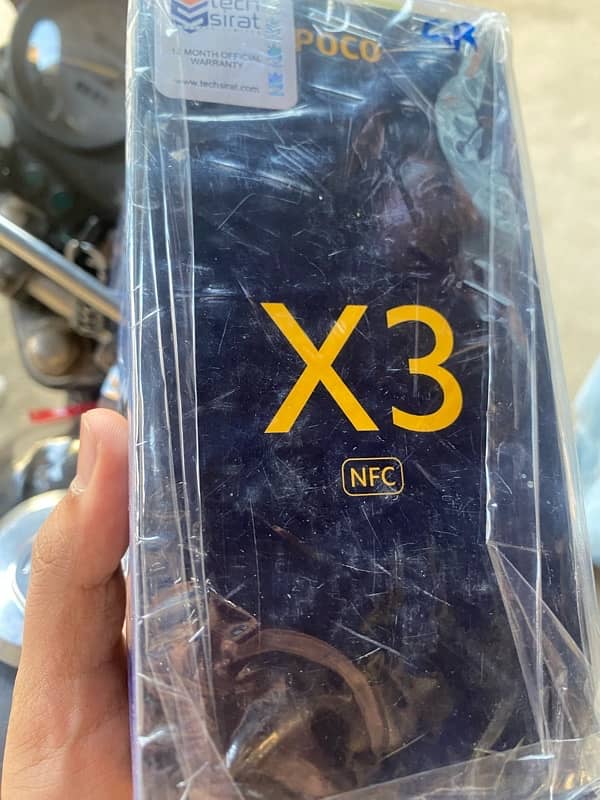 tech
sirat
12 MONTH OFFICIAL
WARRANTY
www.techsirat.com
POCO
X3
NFC